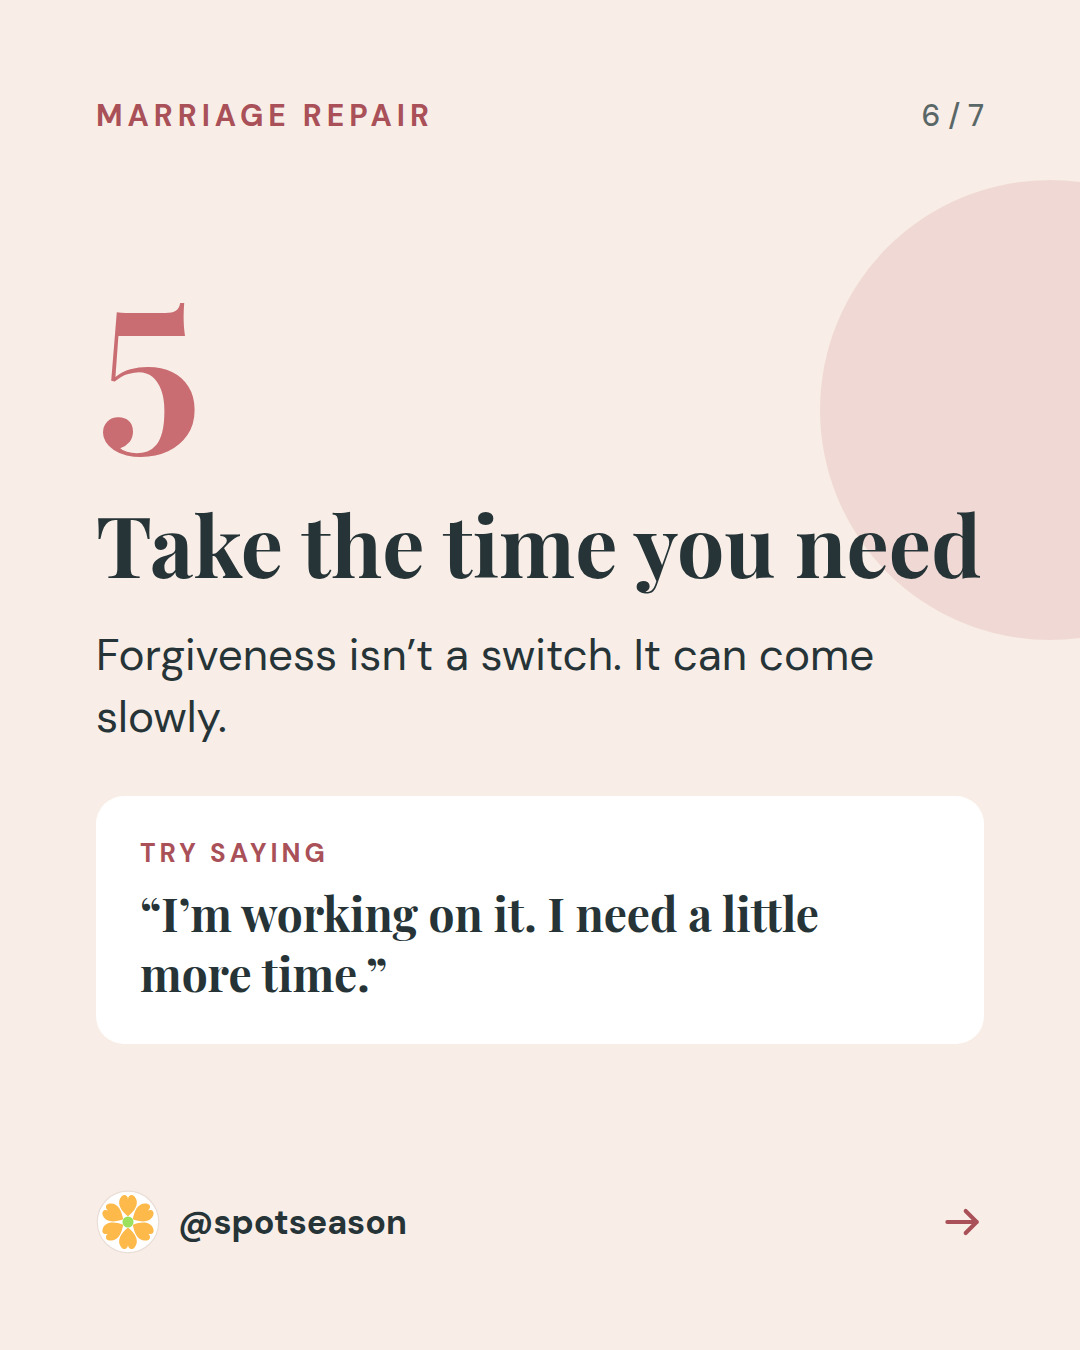 MARRIAGE REPAIR
6 / 7
5
Take the time you need
Forgiveness isn’t a switch. It can come
slowly.
TRY SAYING
“I’m working on it. I need a little
more time.”
@spotseason